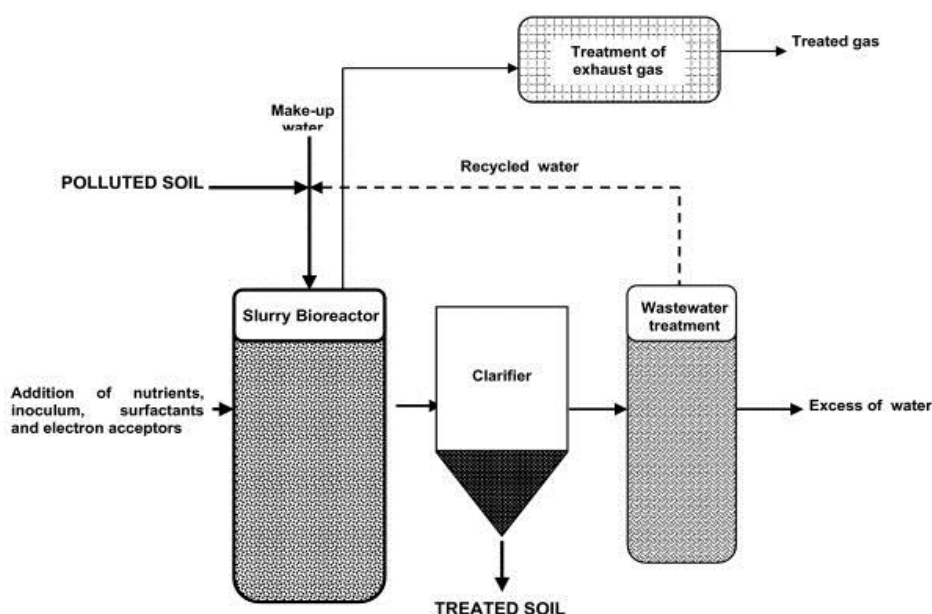 Treatment of
exhaust gas
Treated gas
Make-up
water
Recycled water
POLLUTED SOIL
Slurry Bioreactor
Wastewater
treatment
Clarifier
Addition of nutrients,
inoculum, surfactants
and electron acceptors
Excess of water
TREATED SOIL